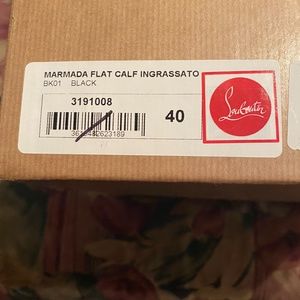 MARMADA FLAT CALF INGRASSATO
BK01 BLACK
3191008
40
Louboutin